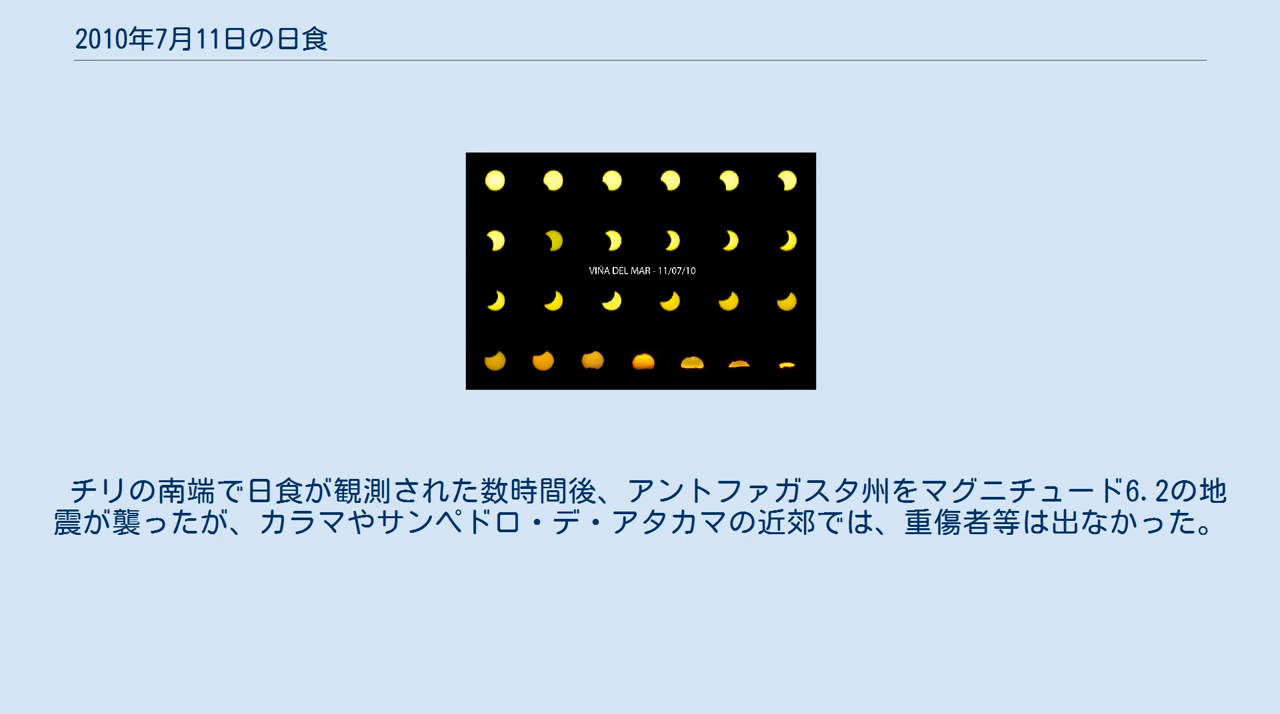 2010年7月11日の日食
VIÑA DEL MAR - 11/07/10
チリの南端で日食が観測された数時間後、アントファガスタ州をマグニチュード6.2の地
震が襲ったが、カラマやサンペドロ・デ・アタカマの近郊では、重傷者等は出なかった。